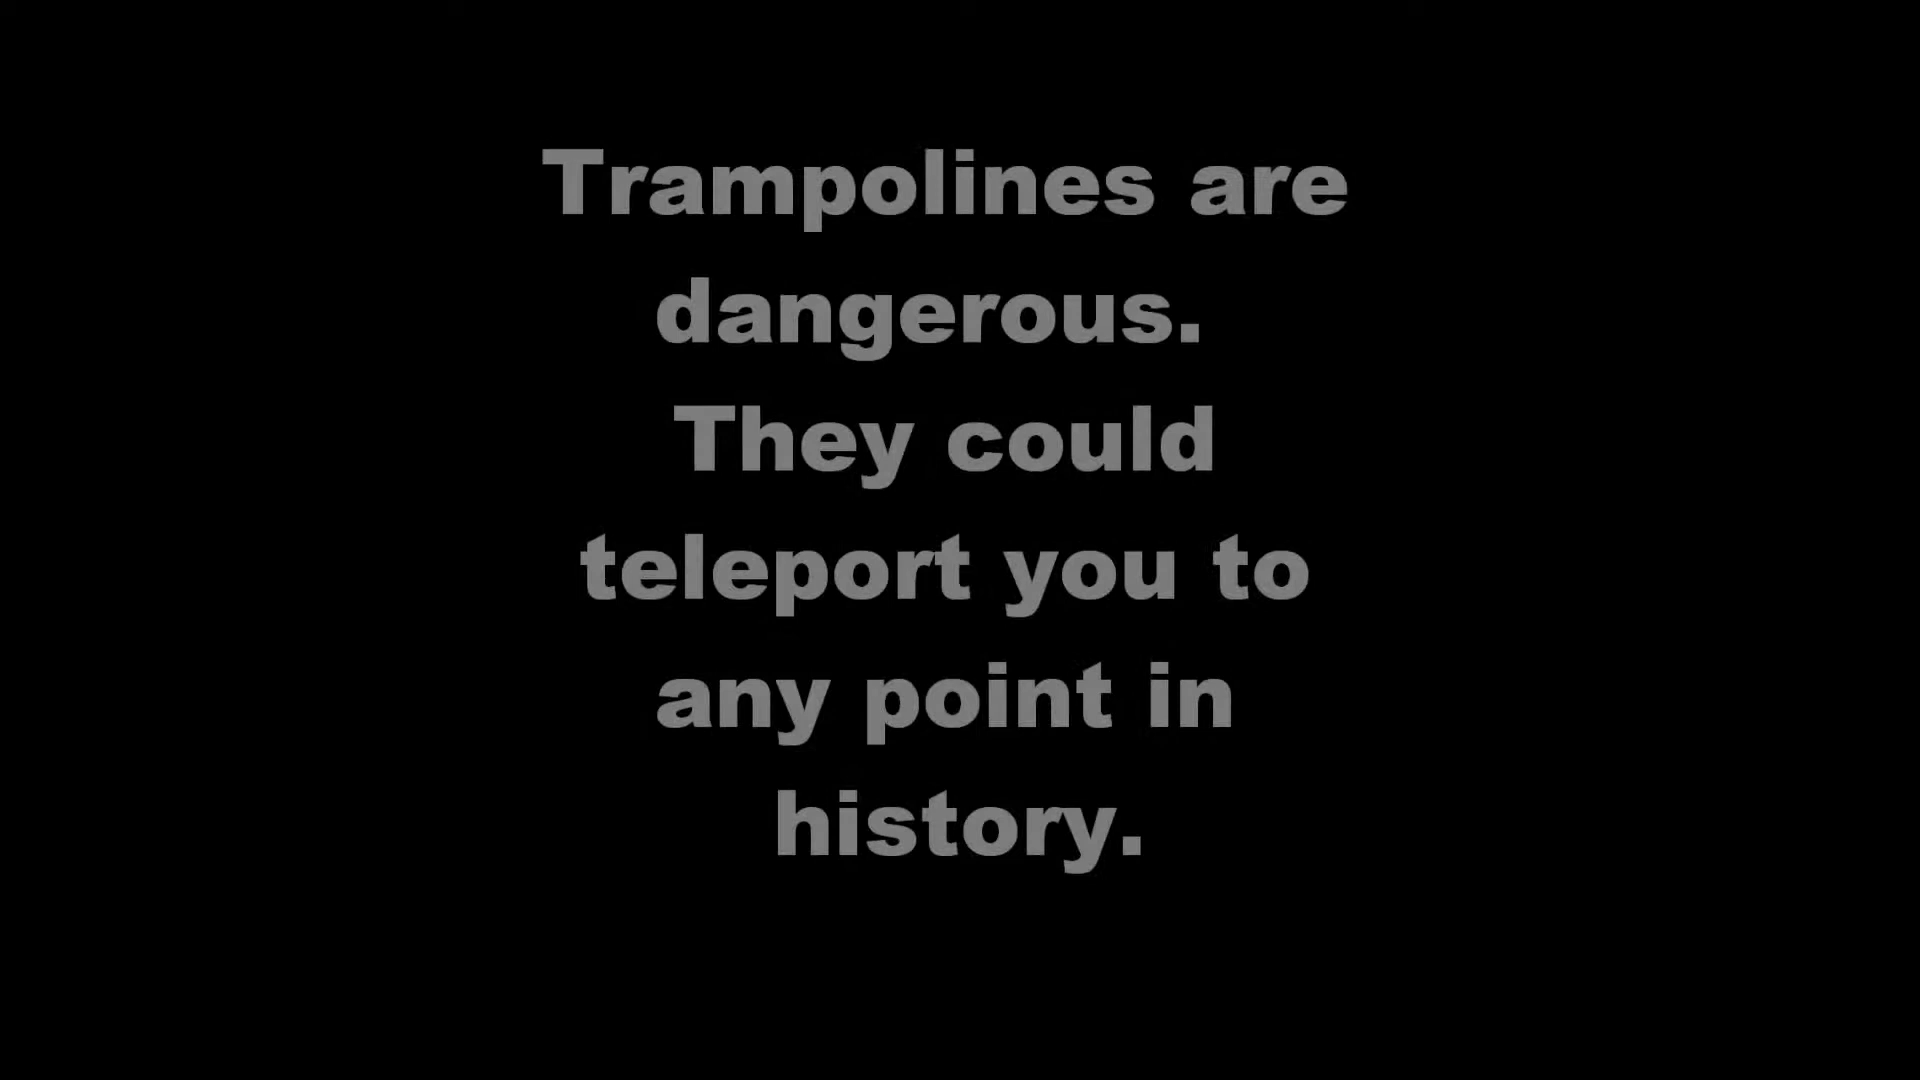 Trampolines are
dangerous.
They could
teleport you to
any point in
history.